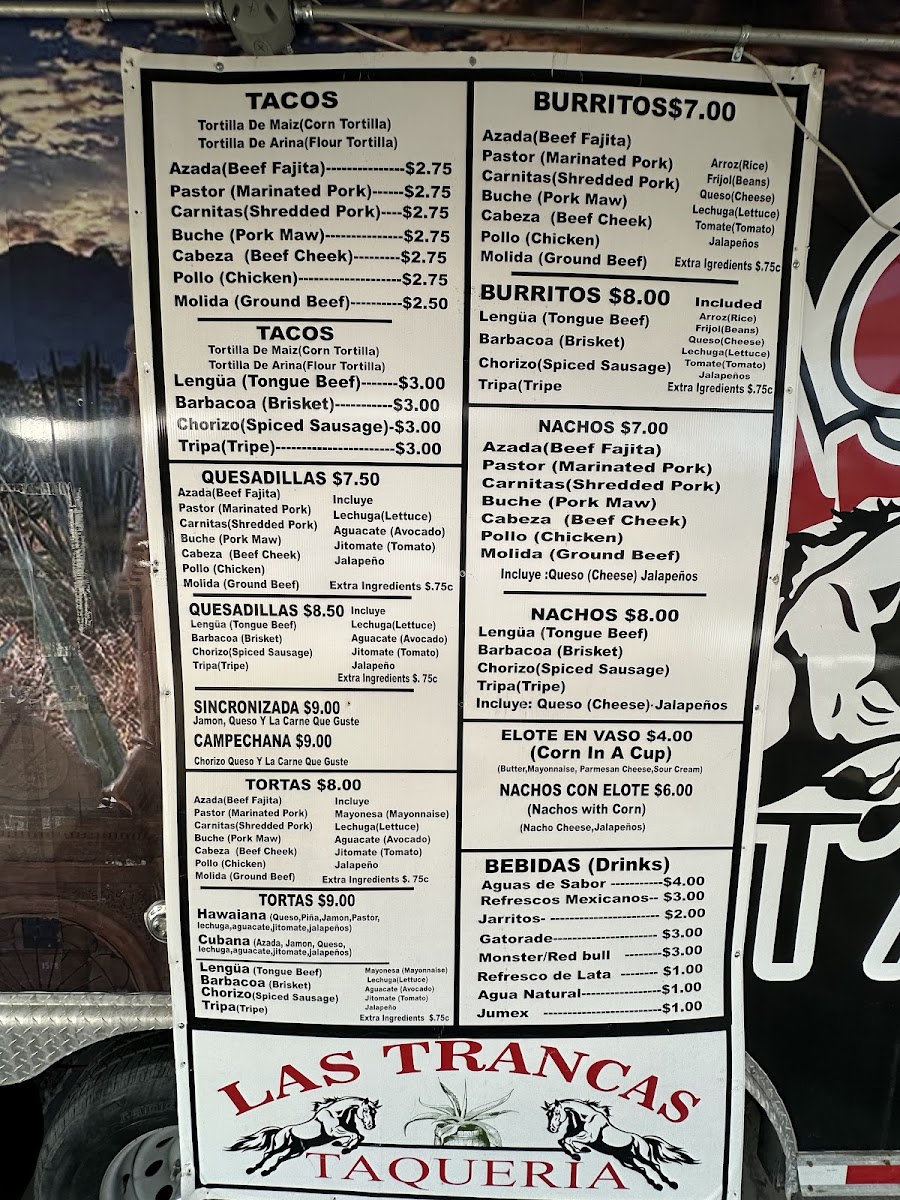 TACOS
Tortilla De Maiz(Corn Tortilla)
Tortilla De Arina(Flour Tortilla)
Azada(Beef Fajita)---------------$2.75
Pastor (Marinated Pork)------$2.75
Carnitas(Shredded Pork)----$2.75
Buche (Pork Maw)---------------$2.75
Cabeza (Beef Cheek)---------$2.75
Pollo (Chicken)-------------------$2.75
Molida (Ground Beef)----------$2.50
TACOS
Tortilla De Maiz(Corn Tortilla)
Tortilla De Arina(Flour Tortilla)
Lengüa (Tongue Beef)-------$3.00
Barbacoa (Brisket)-----------$3.00
Chorizo(Spiced Sausage)-$3.00
Tripa(Tripe)-----------------------$3.00
QUESADILLAS $7.50
Azada(Beef Fajita)
Pastor (Marinated Pork)
Carnitas(Shredded Pork)
Buche (Pork Maw)
Cabeza (Beef Cheek)
Pollo (Chicken)
Molida (Ground Beef)
Incluye
Lechuga(Lettuce)
Aguacate (Avocado)
Jitomate (Tomato)
Jalapeño
Extra Ingredients $.75c
QUESADILLAS $8.50
Lengüa (Tongue Beef)
Barbacoa (Brisket)
Chorizo(Spiced Sausage)
Tripa(Tripe)
Incluye
Lechuga(Lettuce)
Aguacate (Avocado)
Jitomate (Tomato)
Jalapeño
Extra Ingredients $. 75c
SINCRONIZADA $9.00
Jamon, Queso Y La Carne Que Guste
CAMPECHANA $9.00
Chorizo Queso Y La Carne Que Guste
TORTAS $8.00
Azada(Beef Fajita)
Pastor (Marinated Pork)
Carnitas(Shredded Pork)
Buche (Pork Maw)
Cabeza (Beef Cheek)
Pollo (Chicken)
Molida (Ground Beef)
Incluye
Mayonesa (Mayonnaise)
Lechuga(Lettuce)
Aguacate (Avocado)
Jitomate (Tomato)
Jalapeño
Extra Ingredients $. 75c
TORTAS $9.00
Hawaiana (Queso,Piña,Jamon,Pastor,
lechuga,aguacate,jitomate,jalapeños)
Cubana (Azada, Jamon, Queso,
lechuga,aguacate,jitomate,jalapeños)
Lengüa (Tongue Beef)
Barbacoa (Brisket)
Chorizo(Spiced Sausage)
Tripa(Tripe)
Mayonesa (Mayonnaise)
Lechuga(Lettuce)
Aguacate (Avocado)
Jitomate (Tomato)
Jalapeño
Extra Ingredients $.75c
BURRITOS$7.00
Azada(Beef Fajita)
Pastor (Marinated Pork)
Carnitas(Shredded Pork)
Buche (Pork Maw)
Cabeza (Beef Cheek)
Pollo (Chicken)
Molida (Ground Beef)
Arroz(Rice)
Frijol(Beans)
Queso(Cheese)
Lechuga(Lettuce)
Tomate(Tomato)
Jalapeños
Extra Igredients $.75c
BURRITOS $8.00
Lengüa (Tongue Beef)
Barbacoa (Brisket)
Chorizo(Spiced Sausage)
Tripa(Tripe
Included
Arroz(Rice)
Frijol(Beans)
Queso(Cheese)
Lechuga(Lettuce)
Tomate(Tomato)
Jalapeños
Extra Igredients $.75c
NACHOS $7.00
Azada(Beef Fajita)
Pastor (Marinated Pork)
Carnitas(Shredded Pork)
Buche (Pork Maw)
Cabeza (Beef Cheek)
Pollo (Chicken)
Molida (Ground Beef)
Incluye :Queso (Cheese) Jalapeños
NACHOS $8.00
Lengüa (Tongue Beef)
Barbacoa (Brisket)
Chorizo(Spiced Sausage)
Tripa(Tripe)
Incluye: Queso (Cheese) Jalapeños
ELOTE EN VASO $4.00
(Corn In A Cup)
(Butter,Mayonnaise, Parmesan Cheese,Sour Cream)
NACHOS CON ELOTE $6.00
(Nachos with Corn)
(Nacho Cheese,Jalapeños)
BEBIDAS (Drinks)
Aguas de Sabor -----------$4.00
Refrescos Mexicanos-- $3.00
Jarritos- ----------------------- $2.00
Gatorade---------------------- $3.00
Monster/Red bull --------$3.00
Refresco de Lata -------- $1.00
Agua Natural-----------------$1.00
Jumex -------------------------$1.00
LAS TRANCAS
TAQUERÍA